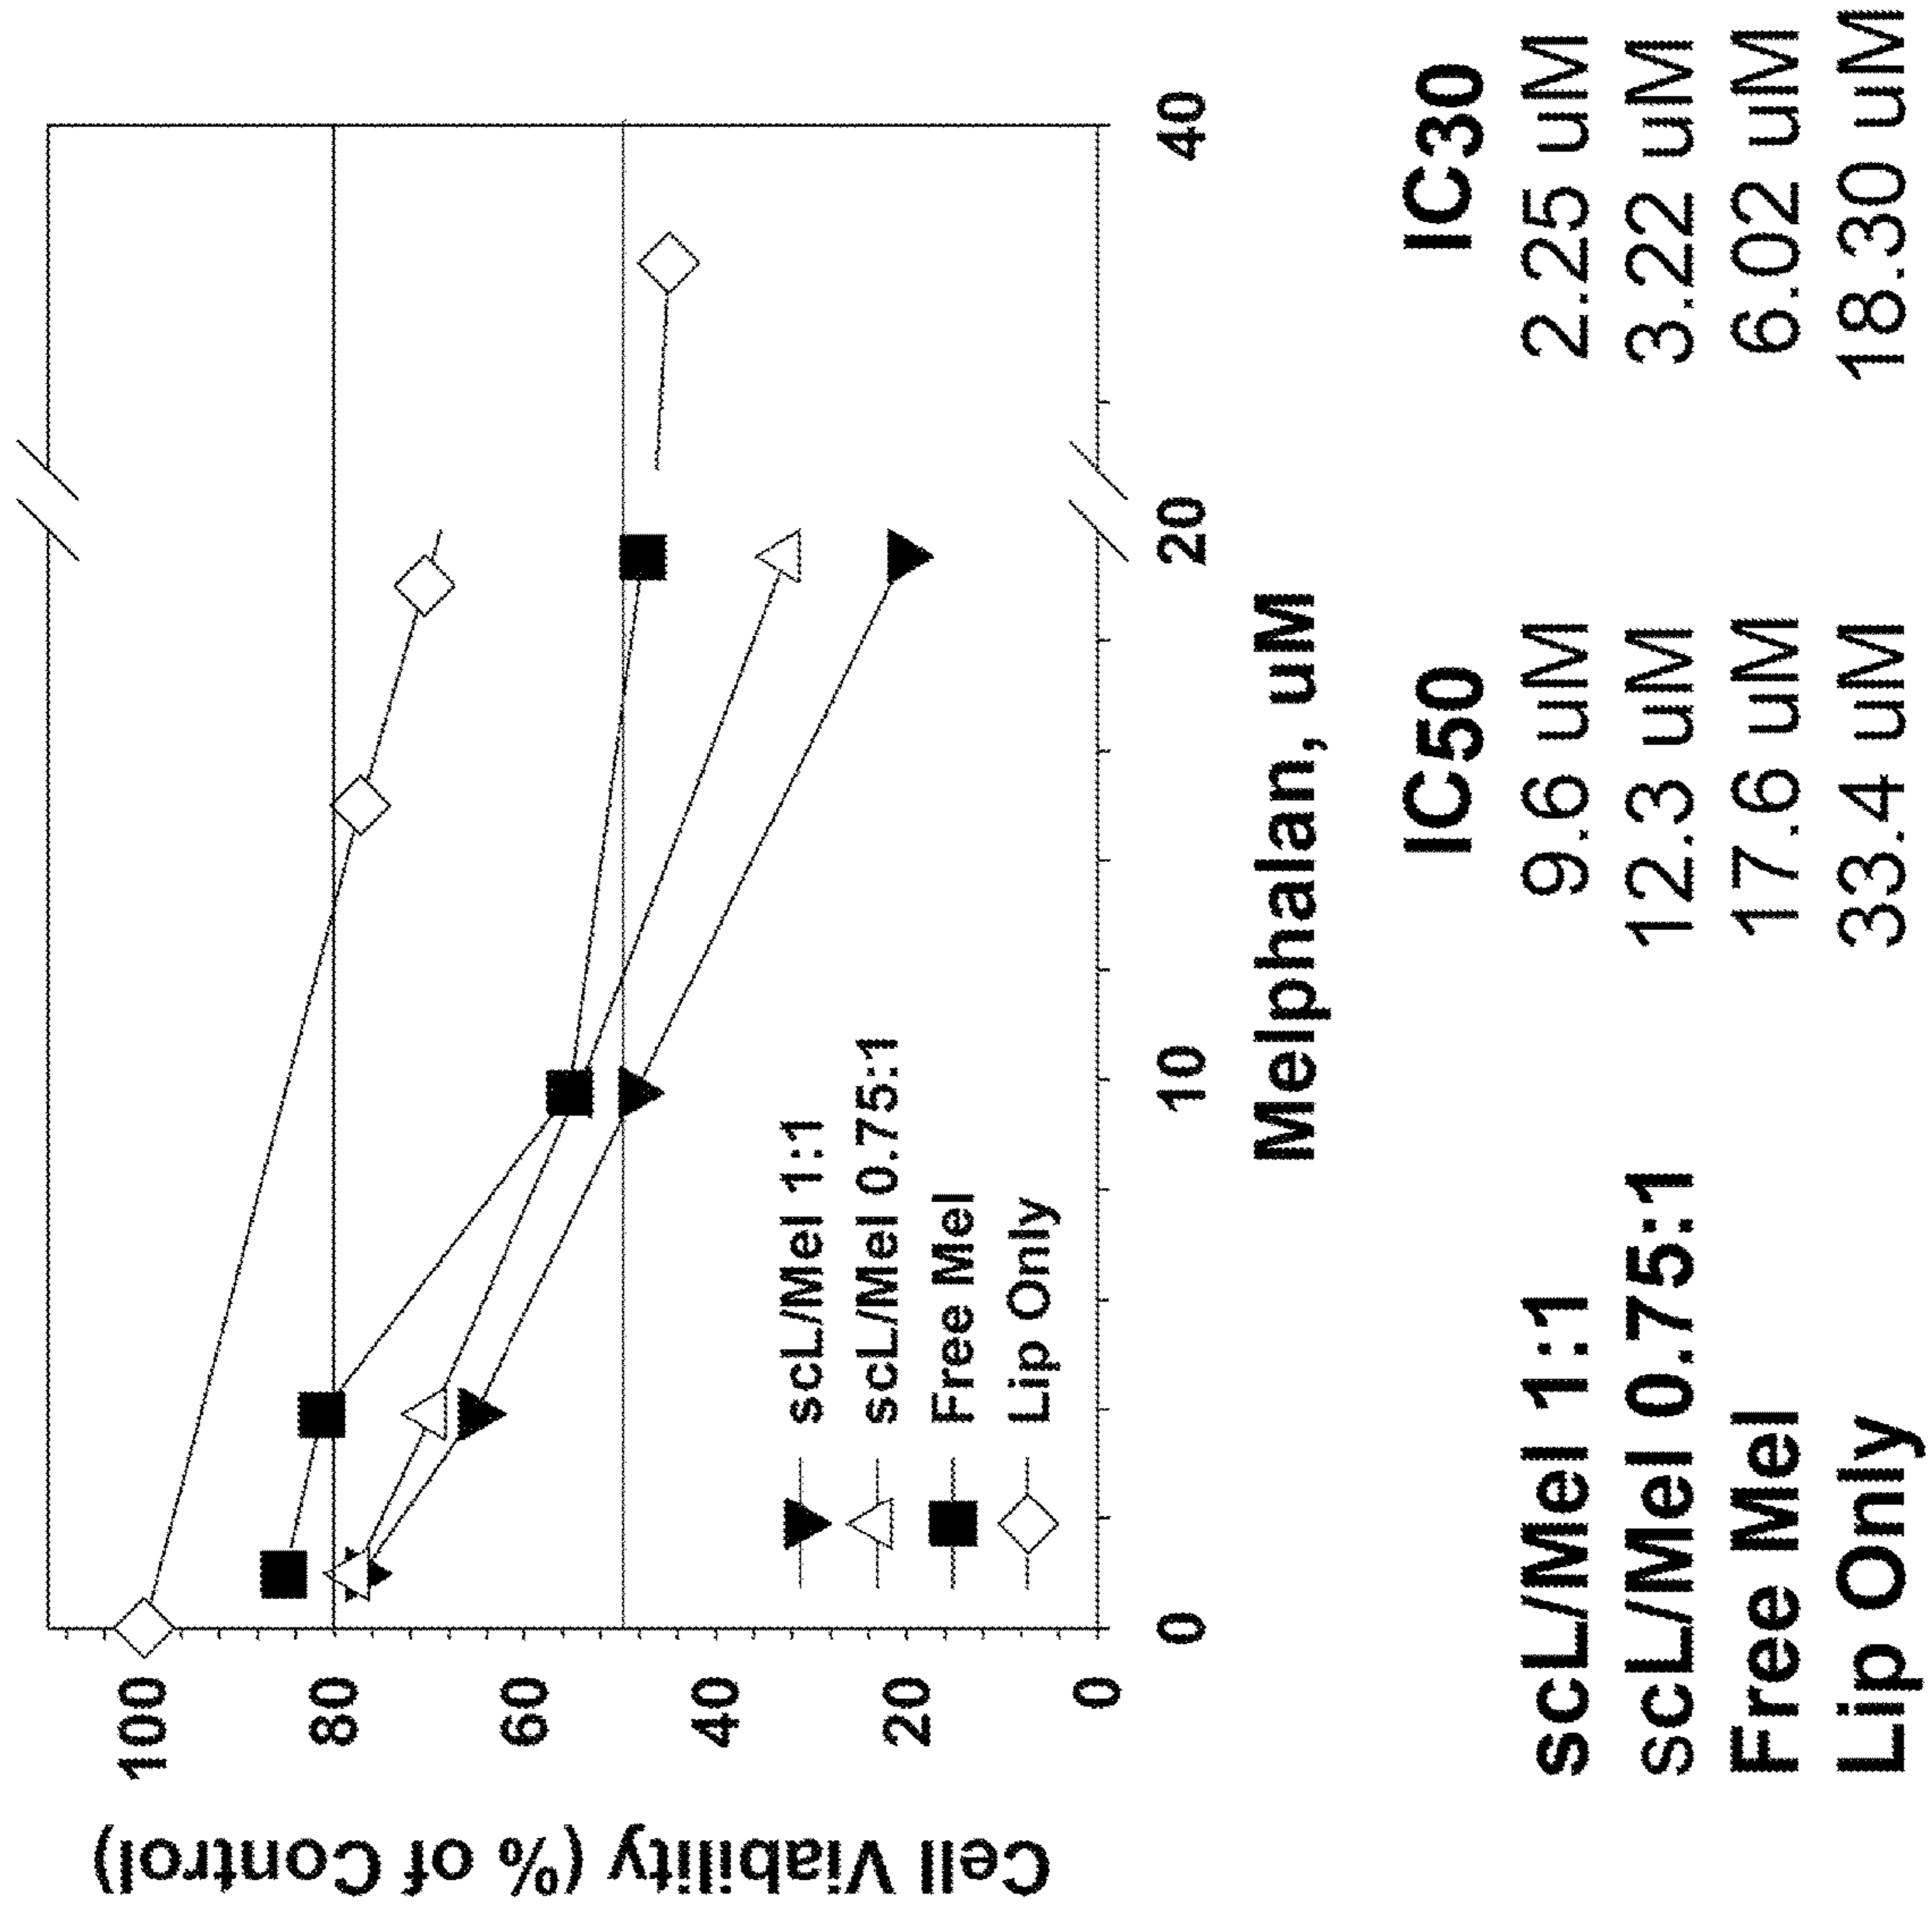 Cell Viability (% of Control)
100
80
60
40
20
0
scL/Mel 1:1
scL/Mel 0.75:1
Free Mel
Lip Only
0 10 20 40
Melphalan, uM
IC50 IC30
scL/Mel 1:1 9.6 uM 2.25 uM
scL/Mel 0.75:1 12.3 uM 3.22 uM
Free Mel 17.6 uM 6.02 uM
Lip Only 33.4 uM 18.30 uM